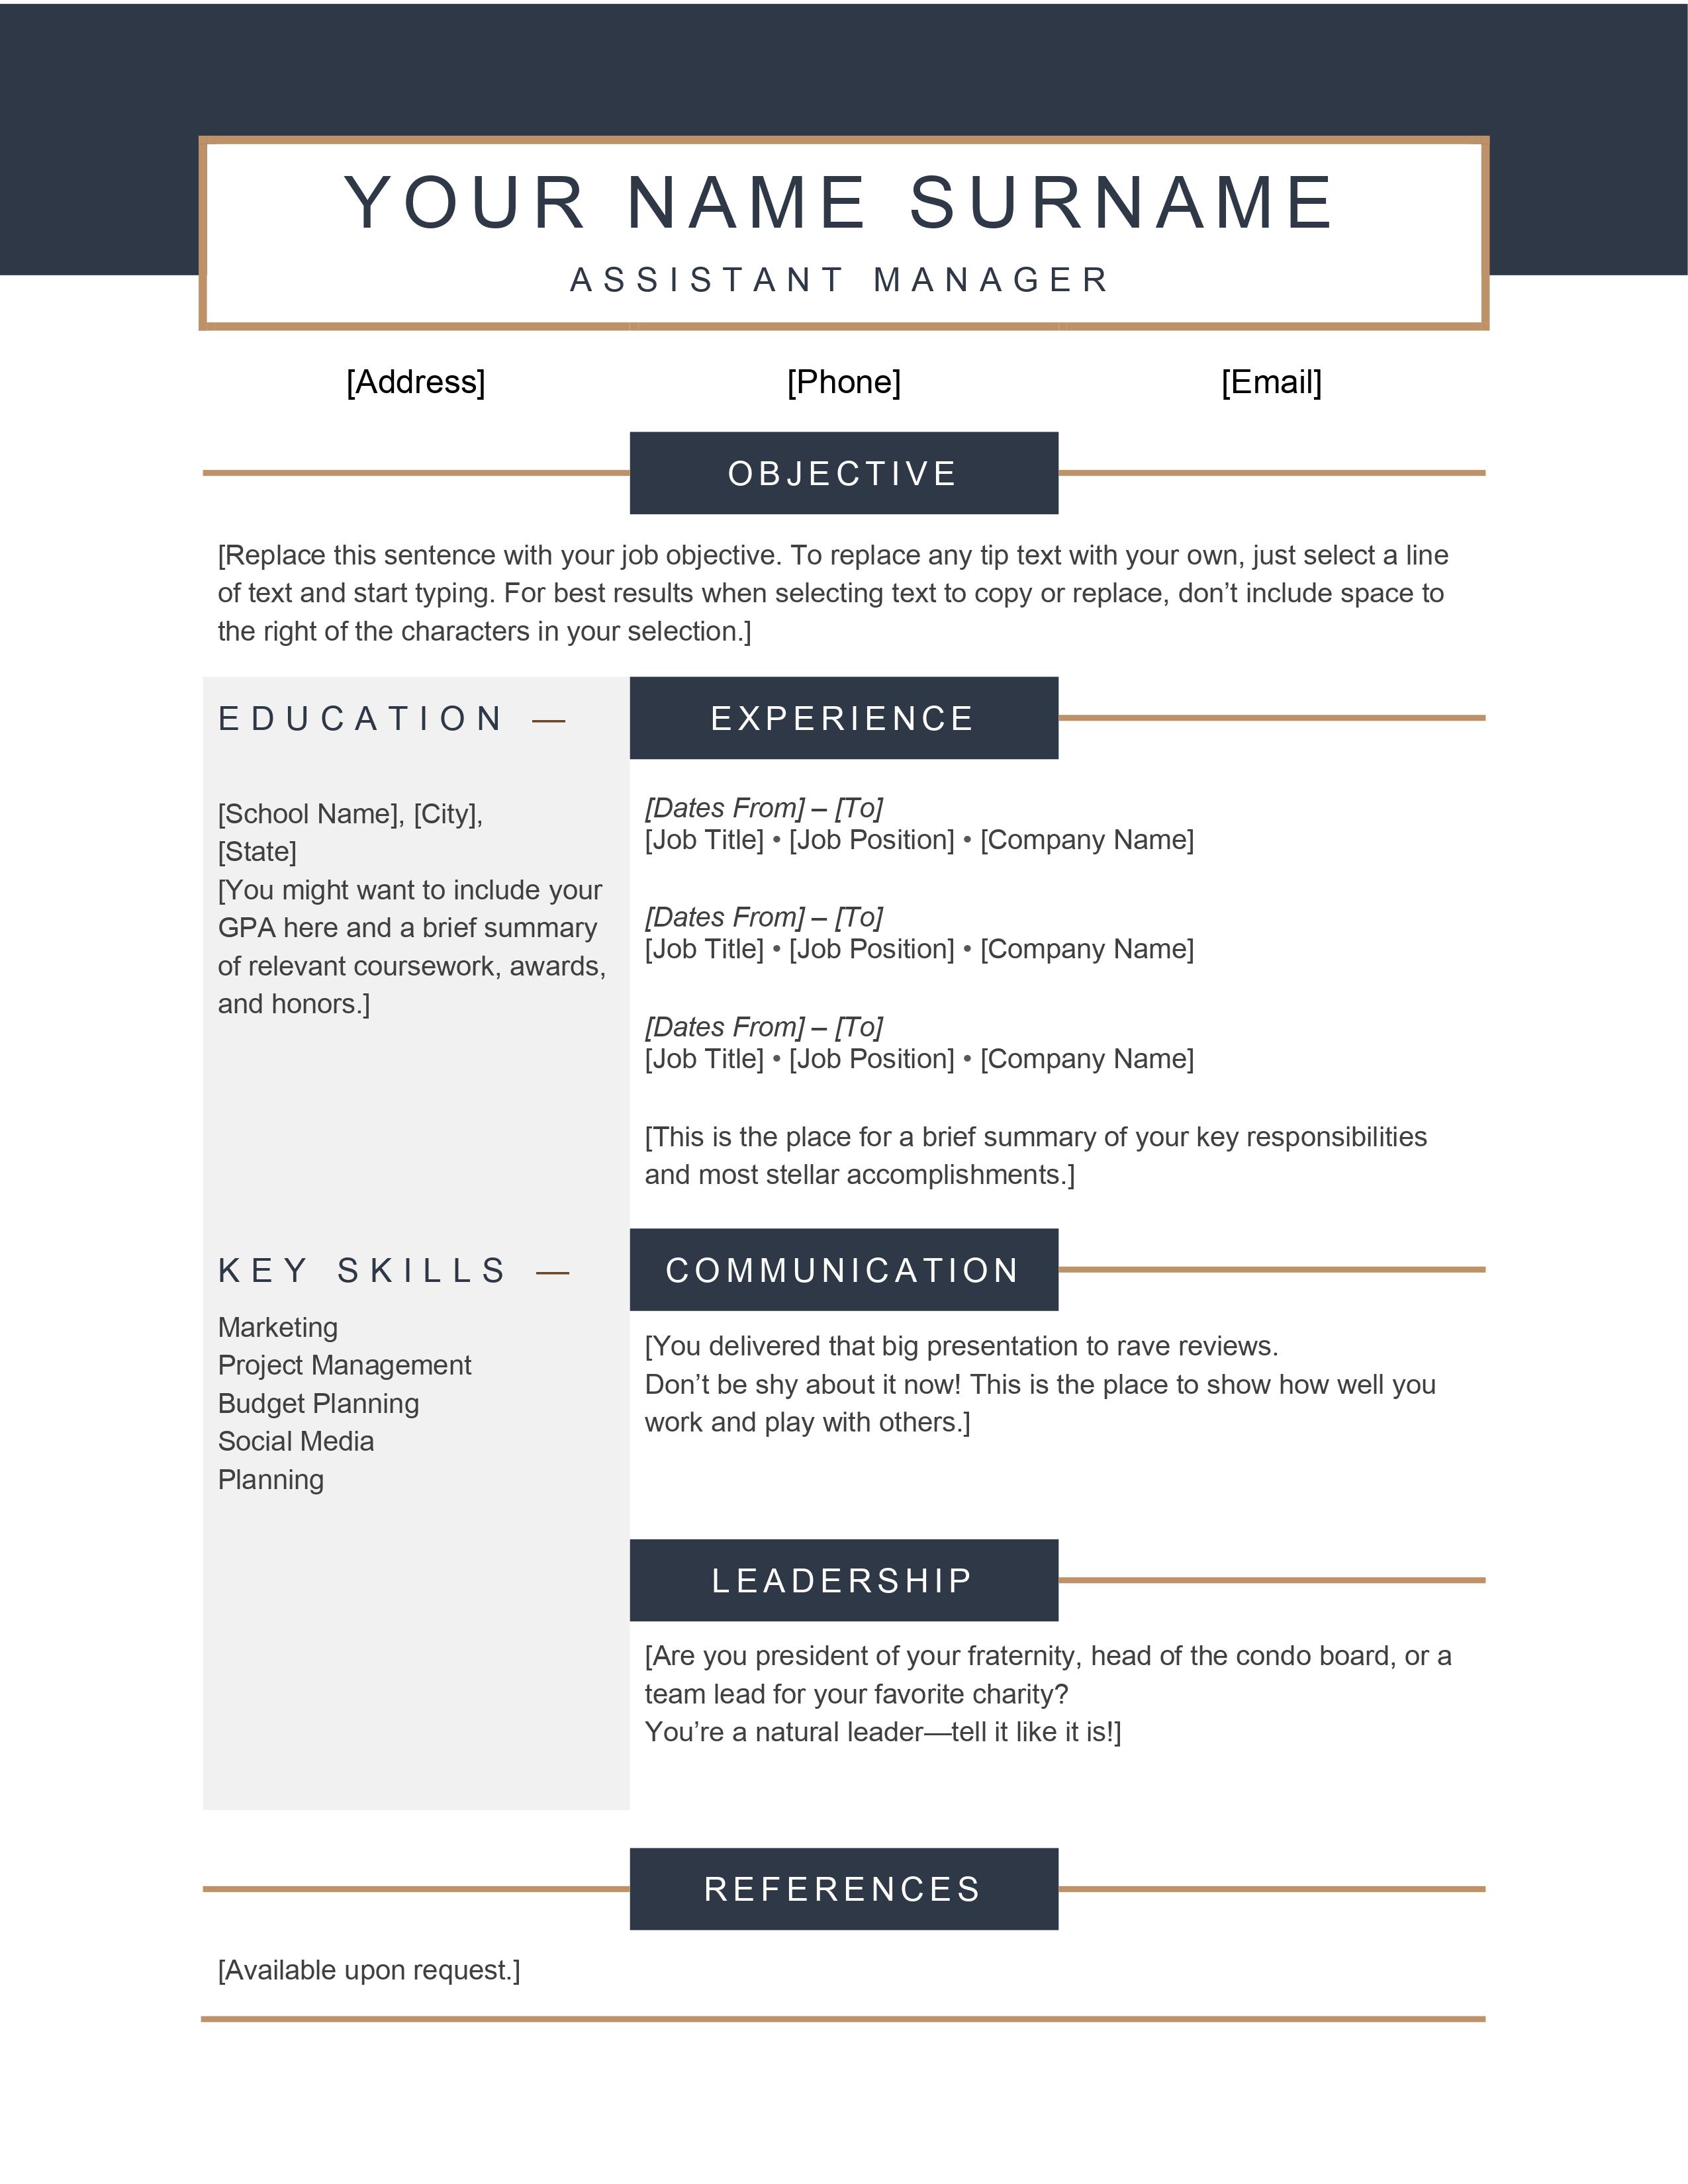 YOUR NAME SURNAME
ASSISTANT MANAGER
[Address]
[Phone]
[Email]
OBJECTIVE
[Replace this sentence with your job objective. To replace any tip text with your own, just select a line
of text and start typing. For best results when selecting text to copy or replace, don’t include space to
the right of the characters in your selection.]
EDUCATION —
[School Name], [City],
[State]
[You might want to include your
GPA here and a brief summary
of relevant coursework, awards,
and honors.]
EXPERIENCE
[Dates From] – [To]
[Job Title] • [Job Position] • [Company Name]
[Dates From] – [To]
[Job Title] • [Job Position] • [Company Name]
[Dates From] – [To]
[Job Title] • [Job Position] • [Company Name]
[This is the place for a brief summary of your key responsibilities
and most stellar accomplishments.]
KEY SKILLS —
Marketing
Project Management
Budget Planning
Social Media
Planning
COMMUNICATION
[You delivered that big presentation to rave reviews.
Don’t be shy about it now! This is the place to show how well you
work and play with others.]
LEADERSHIP
[Are you president of your fraternity, head of the condo board, or a
team lead for your favorite charity?
You’re a natural leader—tell it like it is!]
REFERENCES
[Available upon request.]